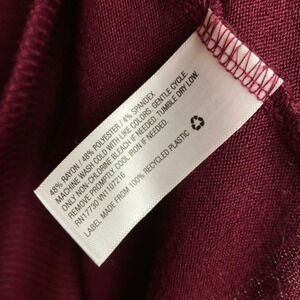 48% RAYON / 48% POLYESTER / 4% SPANDEX
MACHINE WASH COLD WITH LIKE COLORS, GENTLE CYCLE.
ONLY NON-CHLORINE BLEACH IF NEEDED. TUMBLE DRY LOW.
REMOVE PROMPTLY. COOL IRON IF NEEDED.
RN17730 VN1107216
LABEL MADE FROM 100% RECYCLED PLASTIC